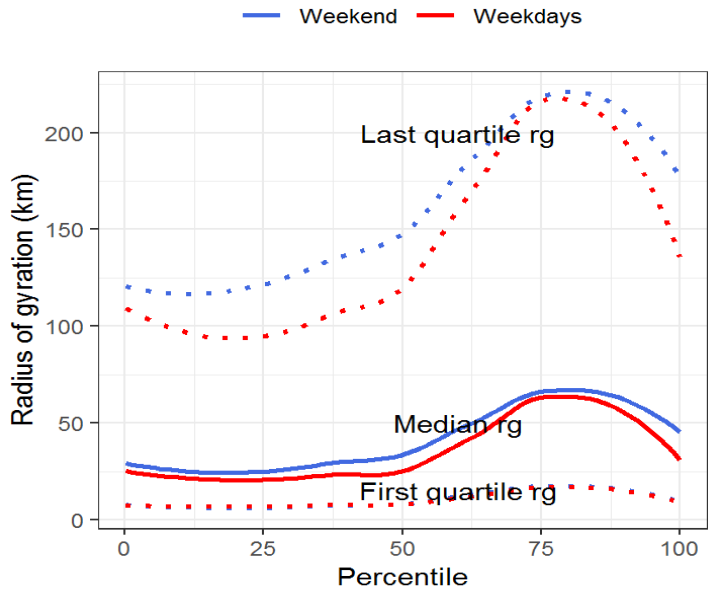 Weekend Weekdays
Radius of gyration (km)
200
150
100
50
0
Last quartile rg
Median rg
First quartile rg
0 25 50 75 100
Percentile